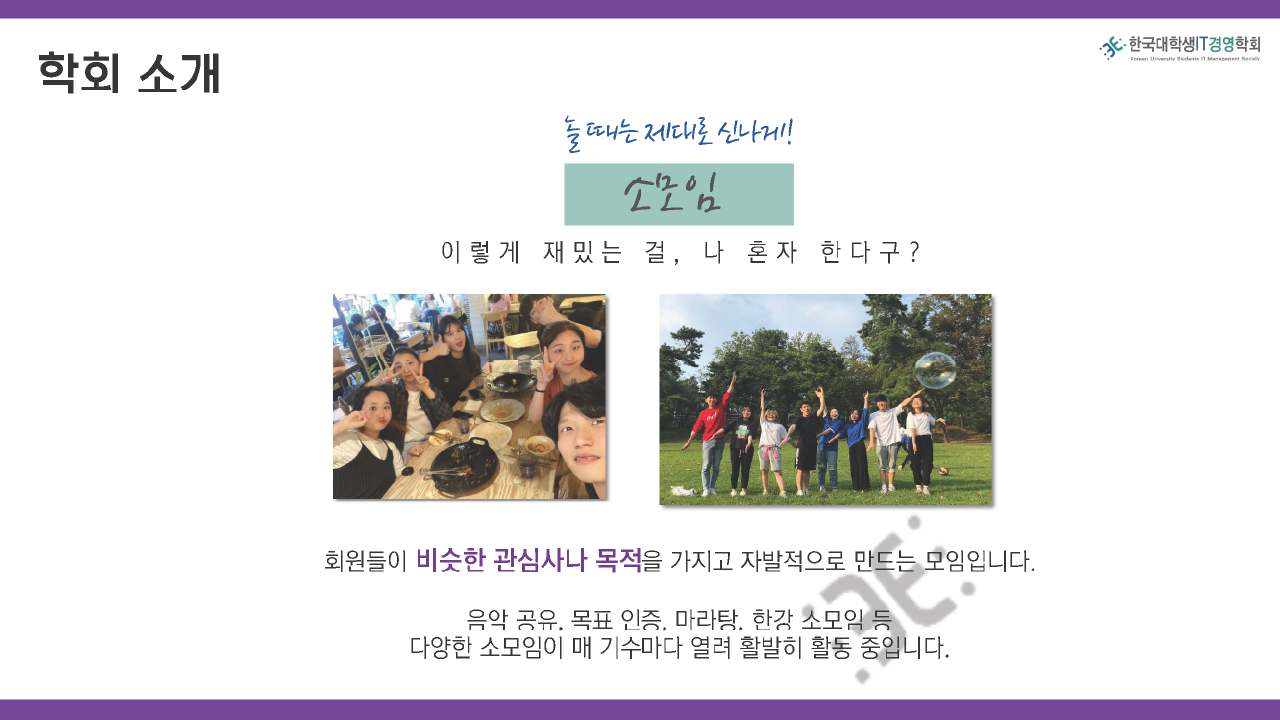 학회 소개
한국대학생IT경영학회
Korean University Students IT Management Society
놀 때는 제대로 신나게!!
소모임
이렇게 재밌는 걸, 나 혼자 한다구?
회원들이 비슷한 관심사나 목적을 가지고 자발적으로 만드는 모임입니다.
음악 공유, 목표 인증, 마라탕, 한강 소모임 등
다양한 소모임이 매 기수마다 열려 활발히 활동 중입니다.